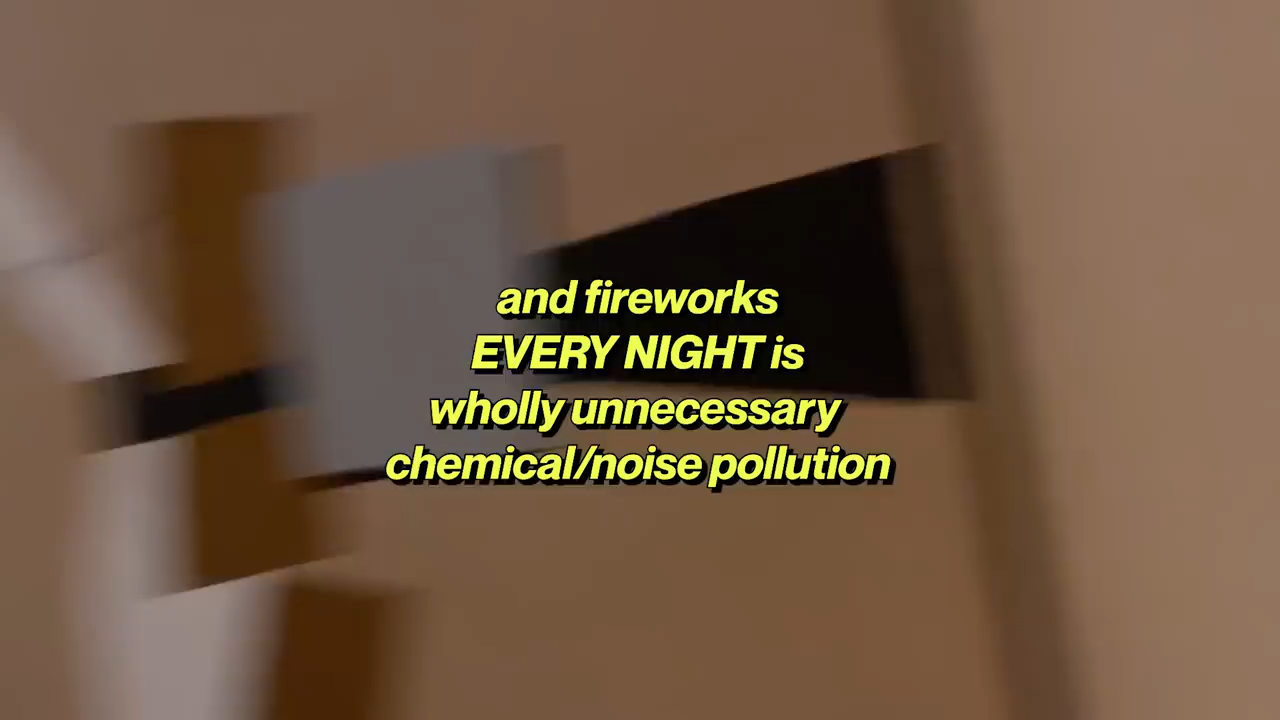 and fireworks
EVERY NIGHT is
wholly unnecessary
chemical/noise pollution